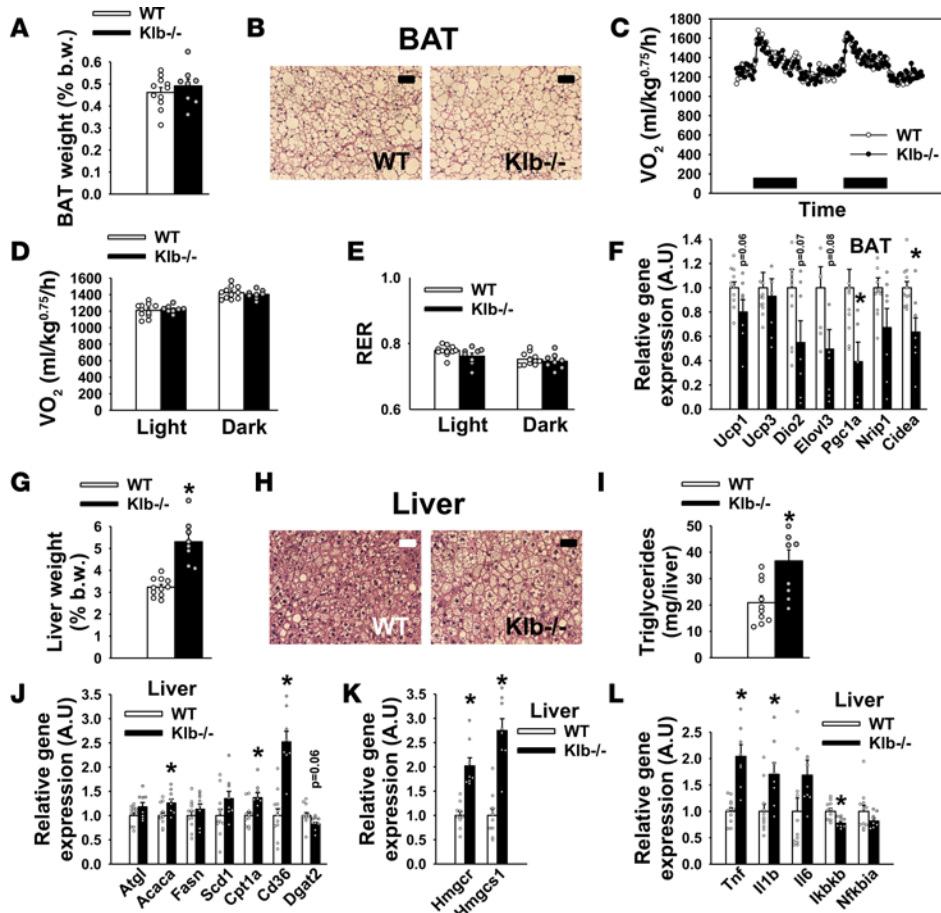 A
WT
Klb-/-
BAT weight (% b.w.)
0.6
0.5
0.4
0.3
0.2
0.1
0.0
B
BAT
WT
Klb-/-
C
VO2 (ml/kg0.75/h)
1800
1600
1400
1200
1000
800
600
400
200
0
WT
Klb-/-
Time
D
WT
Klb-/-
VO2 (ml/kg0.75/h)
1600
1400
1200
1000
800
600
400
200
0
Light
Dark
E
RER
1.0
0.8
0.6
WT
Klb-/-
Light
Dark
F
Relative gene
expression (A.U)
1.4
1.2
1.0
0.8
0.6
0.4
0.2
0.0
p=0.06
p=0.07
p=0.08
BAT
*
*
WT
Klb-/-
Ucp1
Ucp3
Dio2
Elovl3
Pgc1a
Nrip1
Cidea
G
WT
Klb-/-
Liver weight
(% b.w.)
6
5
4
3
2
1
0
*
H
Liver
WT
Klb-/-
I
WT
Klb-/-
Triglycerides
(mg/liver)
50
40
30
20
10
0
*
J
Liver
WT
Klb-/-
Relative gene
expression (A.U)
3.5
3.0
2.5
2.0
1.5
1.0
0.5
0.0
*
*
*
p=0.06
Atgl
Acaca
Fasn
Scd1
Cpt1a
Cd36
Dgat2
K
Relative gene
expression (A.U)
3.5
3.0
2.5
2.0
1.5
1.0
0.5
0.0
*
*
Liver
WT
Klb-/-
Hmgcr
Hmgcs1
L
Relative gene
expression (A.U)
3.5
3.0
2.5
2.0
1.5
1.0
0.5
0.0
*
*
*
Liver
WT
Klb-/-
Tnf
Il1b
Il6
Ikbkb
Nfkbia